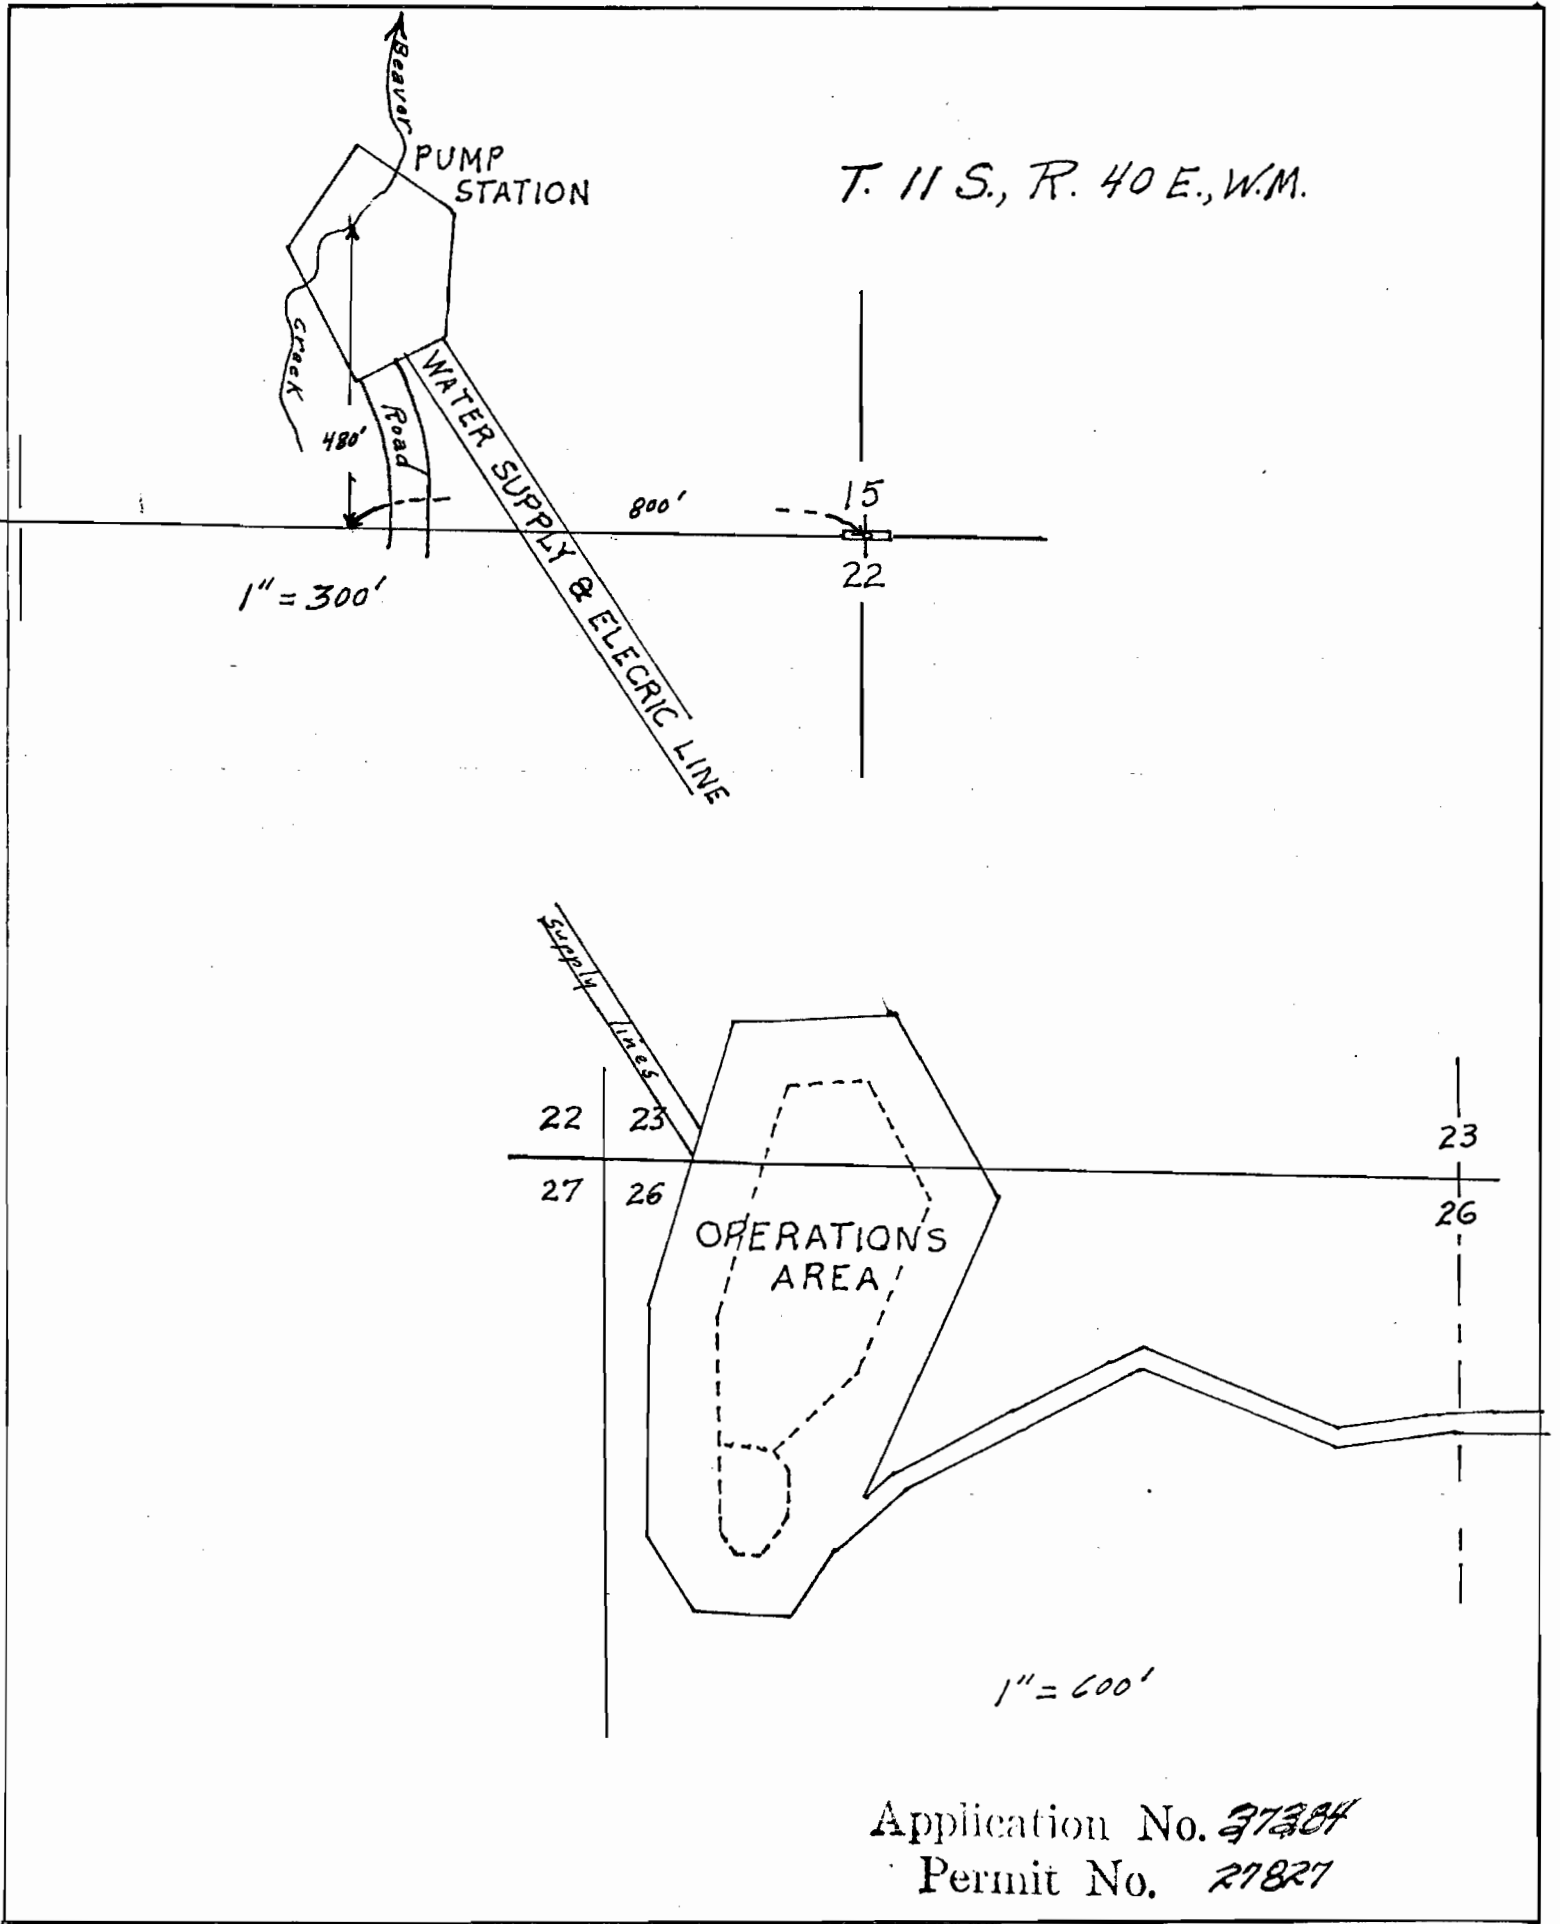 Beaver
PUMP
STATION
T. 11 S., R. 40 E., W.M.
Creek
Road
480'
WATER SUPPLY & ELECRIC LINE
800'
15
22
1" = 300'
Supply lines
22 23
27 26
23
26
OPERATIONS
AREA
1" = 600'
Application No. 37384
Permit No. 27827